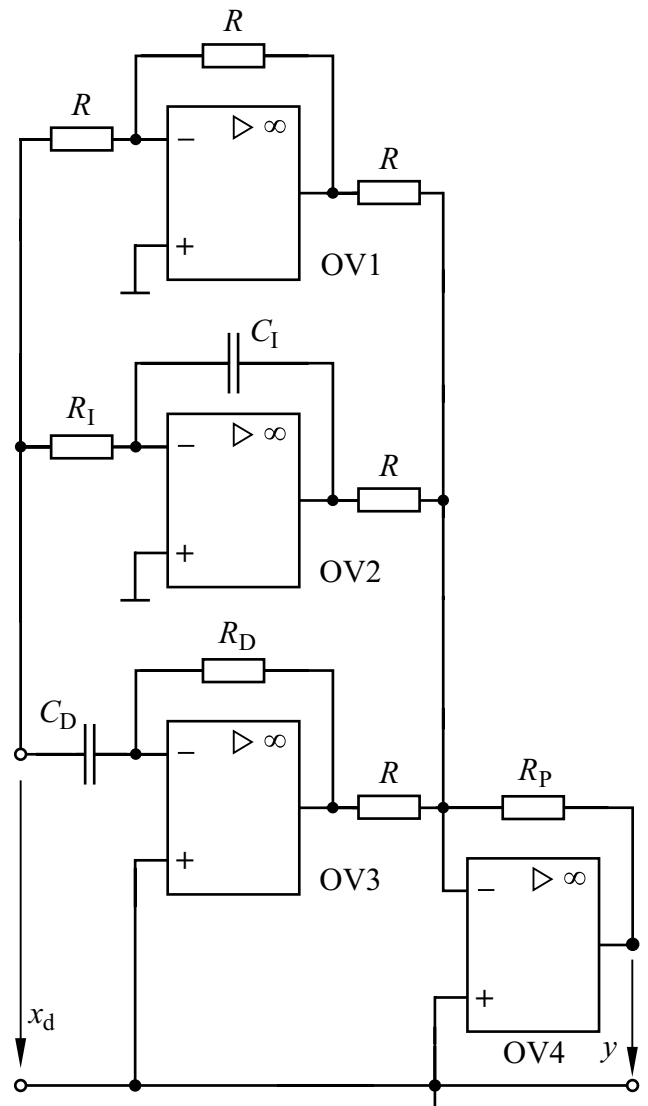 R
R
− ▷ ∞
R
+
OV1
C_I
R_I
− ▷ ∞
R
+
OV2
R_D
C_D
− ▷ ∞
R
R_P
+
OV3
− ▷ ∞
x_d
+
OV4
y